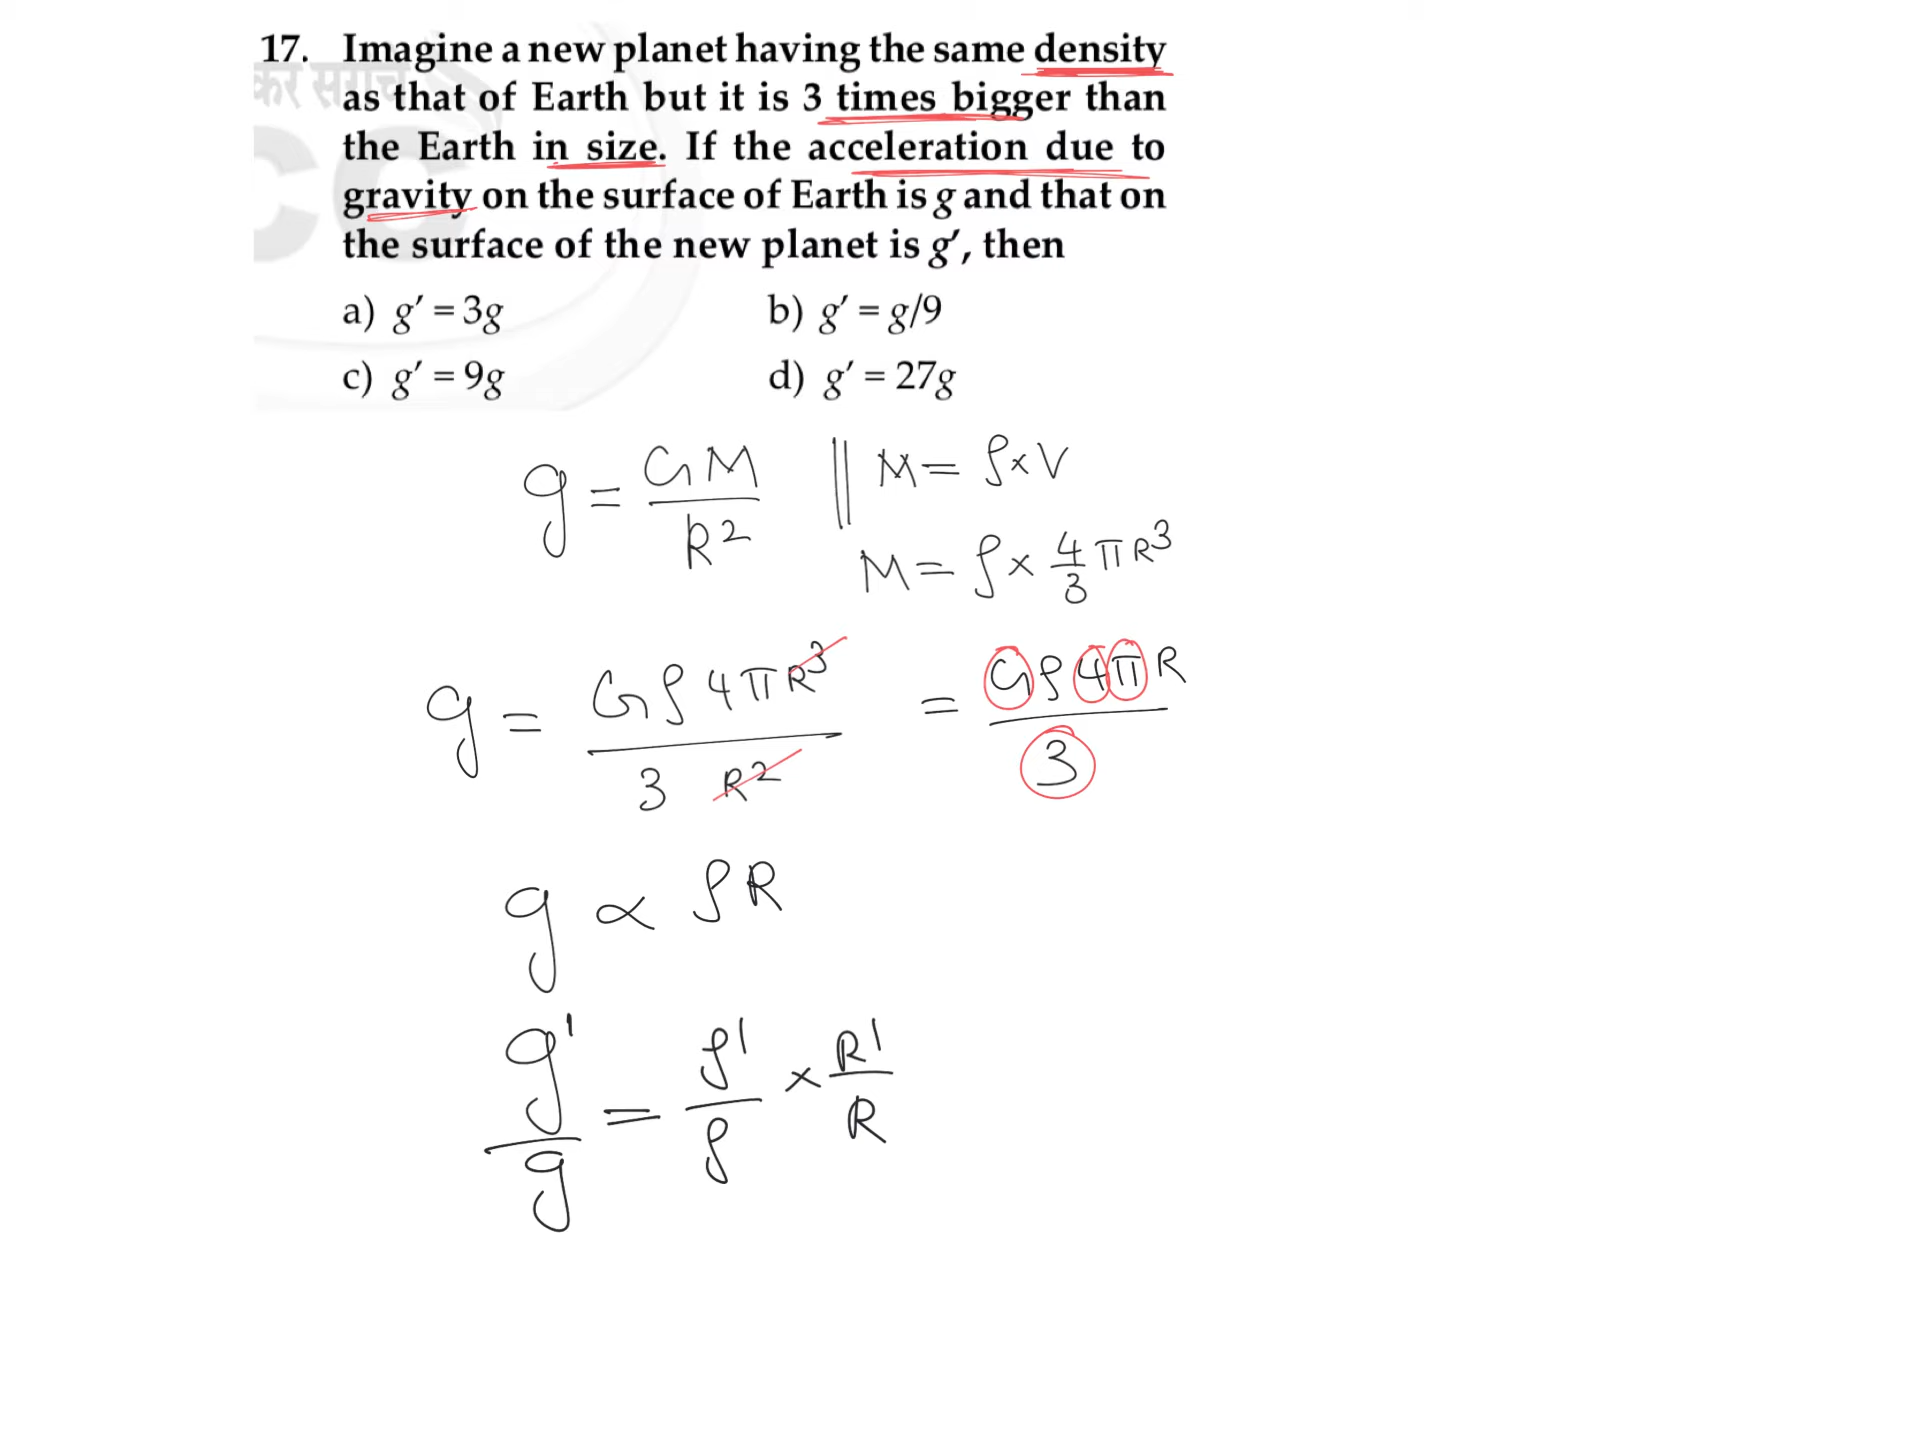 17. Imagine a new planet having the same density
as that of Earth but it is 3 times bigger than
the Earth in size. If the acceleration due to
gravity on the surface of Earth is g and that on
the surface of the new planet is g′, then
a) g′ = 3g b) g′ = g/9
c) g′ = 9g d) g′ = 27g
g = GM / R² || M = ρ × V
M = ρ × 4/3 π R³
g = Gρ4πR³ / 3 R² = Gρ4πR / 3
g ∝ ρR
g' / g = ρ' / ρ × R' / R